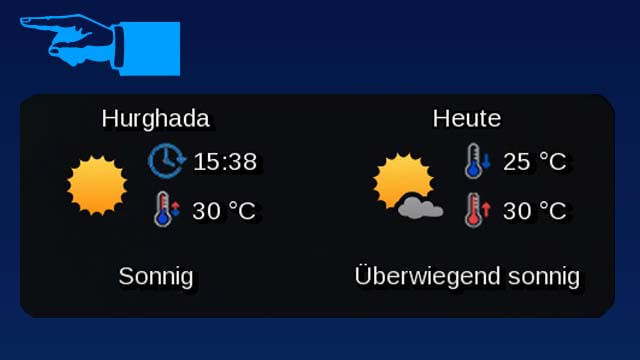 Hurghada
15:38
30 °C
Sonnig
Heute
25 °C
30 °C
Überwiegend sonnig